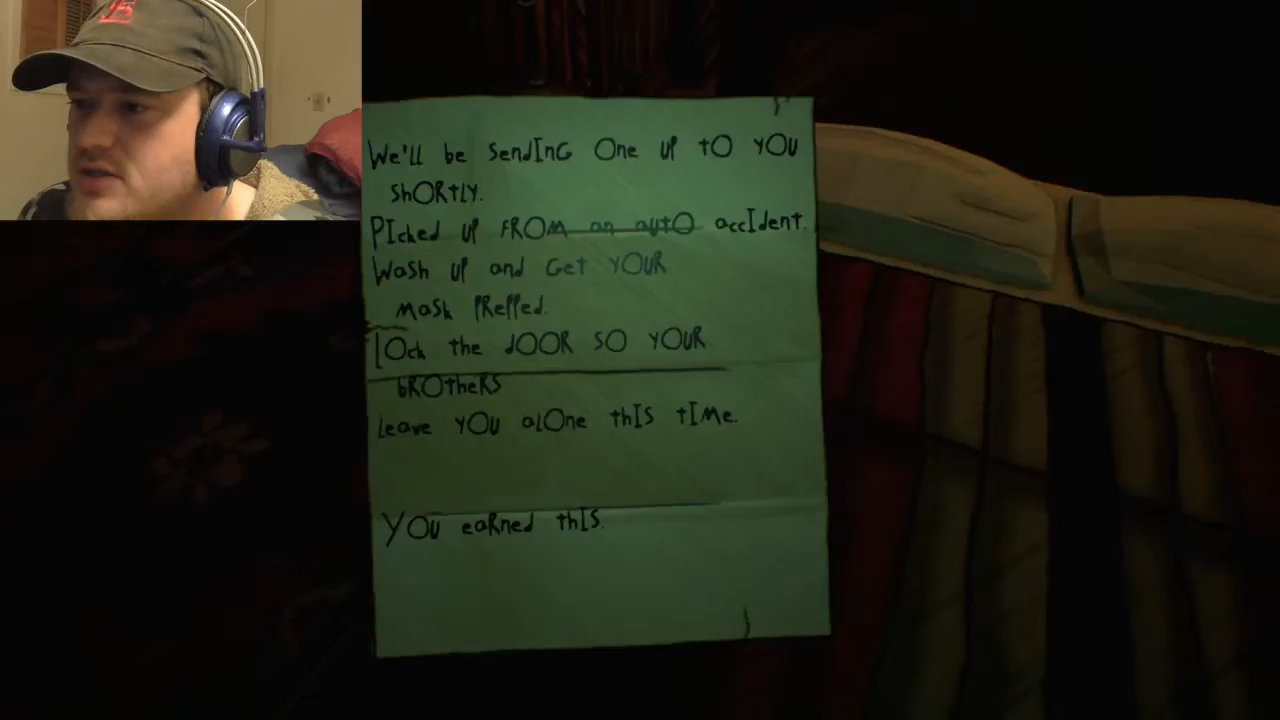 We'll be sendInG One uP tO yOU
shORtLy.
PIcked uP FROM an autO accIdent.
Wash uP and Get yOUR
mask PRePPed.
lOck the dOOR SO yOUR
bROtheRS
Leave yOU aLOne thIS tIMe.
yOU eaRned thIS.